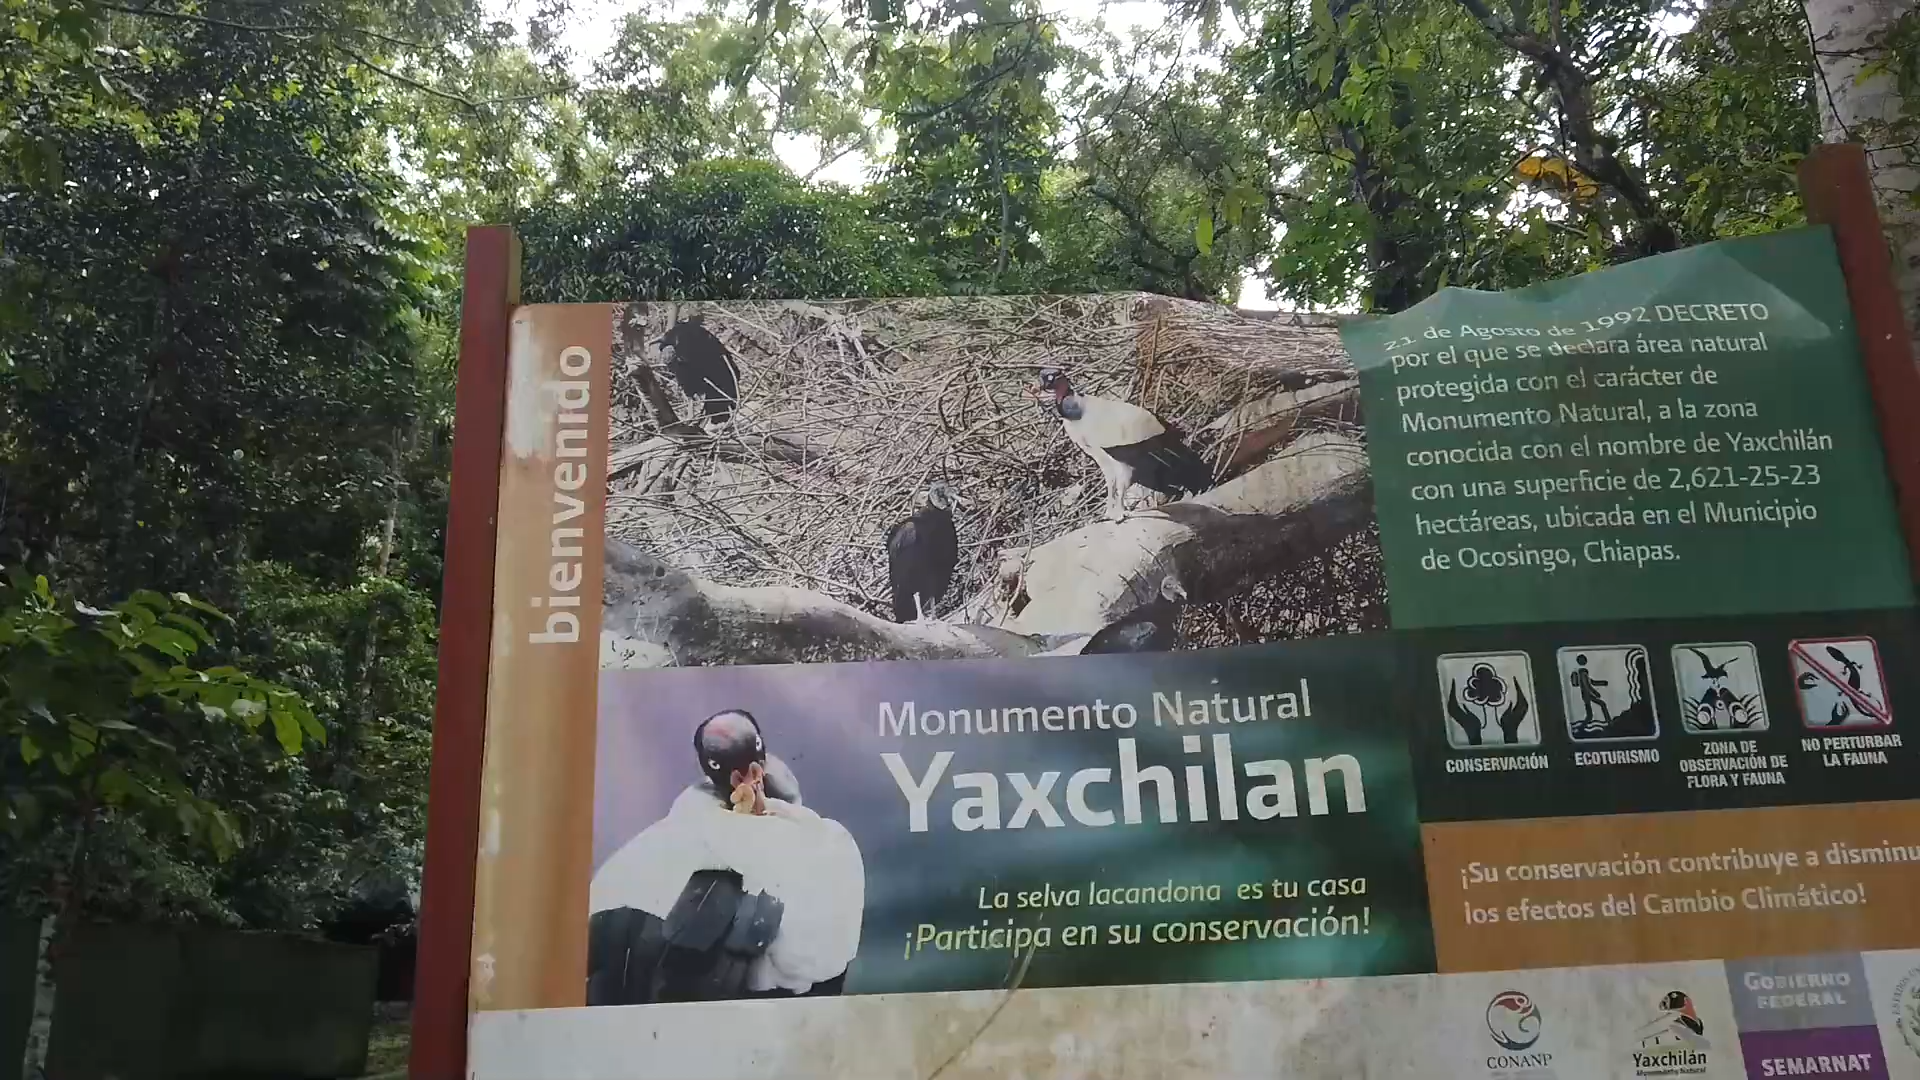 bienvenido
21 de Agosto de 1992 DECRETO
por el que se declara área natural
protegida con el carácter de
Monumento Natural, a la zona
conocida con el nombre de Yaxchilán
con una superficie de 2,621-25-23
hectáreas, ubicada en el Municipio
de Ocosingo, Chiapas.
Monumento Natural
Yaxchilan
La selva lacandona es tu casa
¡Participa en su conservación!
CONSERVACIÓN
ECOTURISMO
ZONA DE
OBSERVACIÓN DE
FLORA Y FAUNA
NO PERTURBAR
LA FAUNA
¡Su conservación contribuye a disminu
los efectos del Cambio Climático!
CONANP
Yaxchilán
Monumento Natural
GOBIERNO
FEDERAL
SEMARNAT